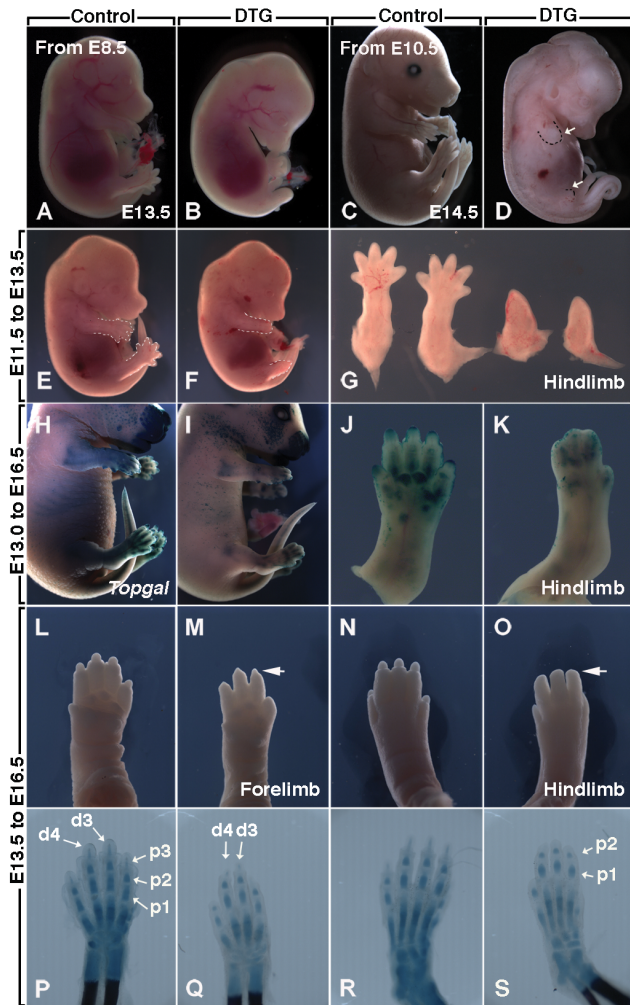 Control DTG Control DTG
From E8.5 From E10.5
A E13.5 B C E14.5 D
E11.5 to E13.5
E F G Hindlimb
E13.0 to E16.5
H I J K
Topgal Hindlimb
E13.5 to E16.5
L M N O
Forelimb Hindlimb
d3 d4 d3
d4 p3 p2
p2 p1
p1
P Q R S